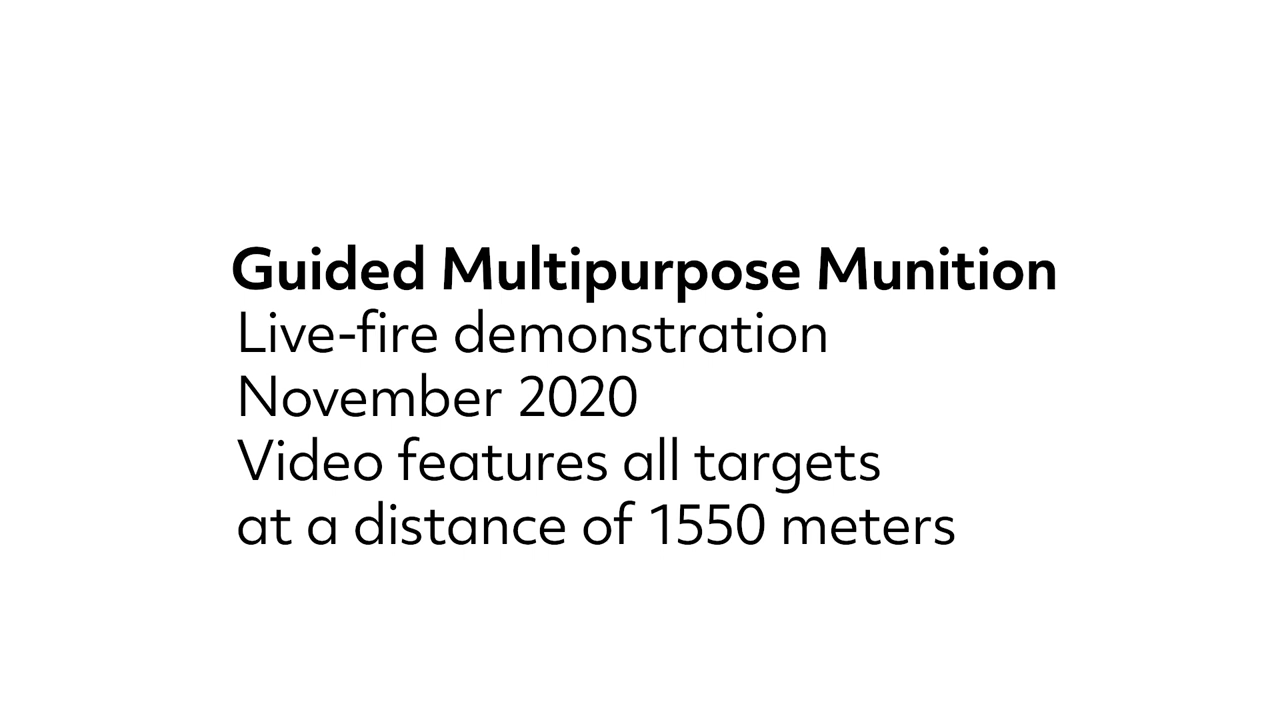 Guided Multipurpose Munition
Live-fire demonstration
November 2020
Video features all targets
at a distance of 1550 meters